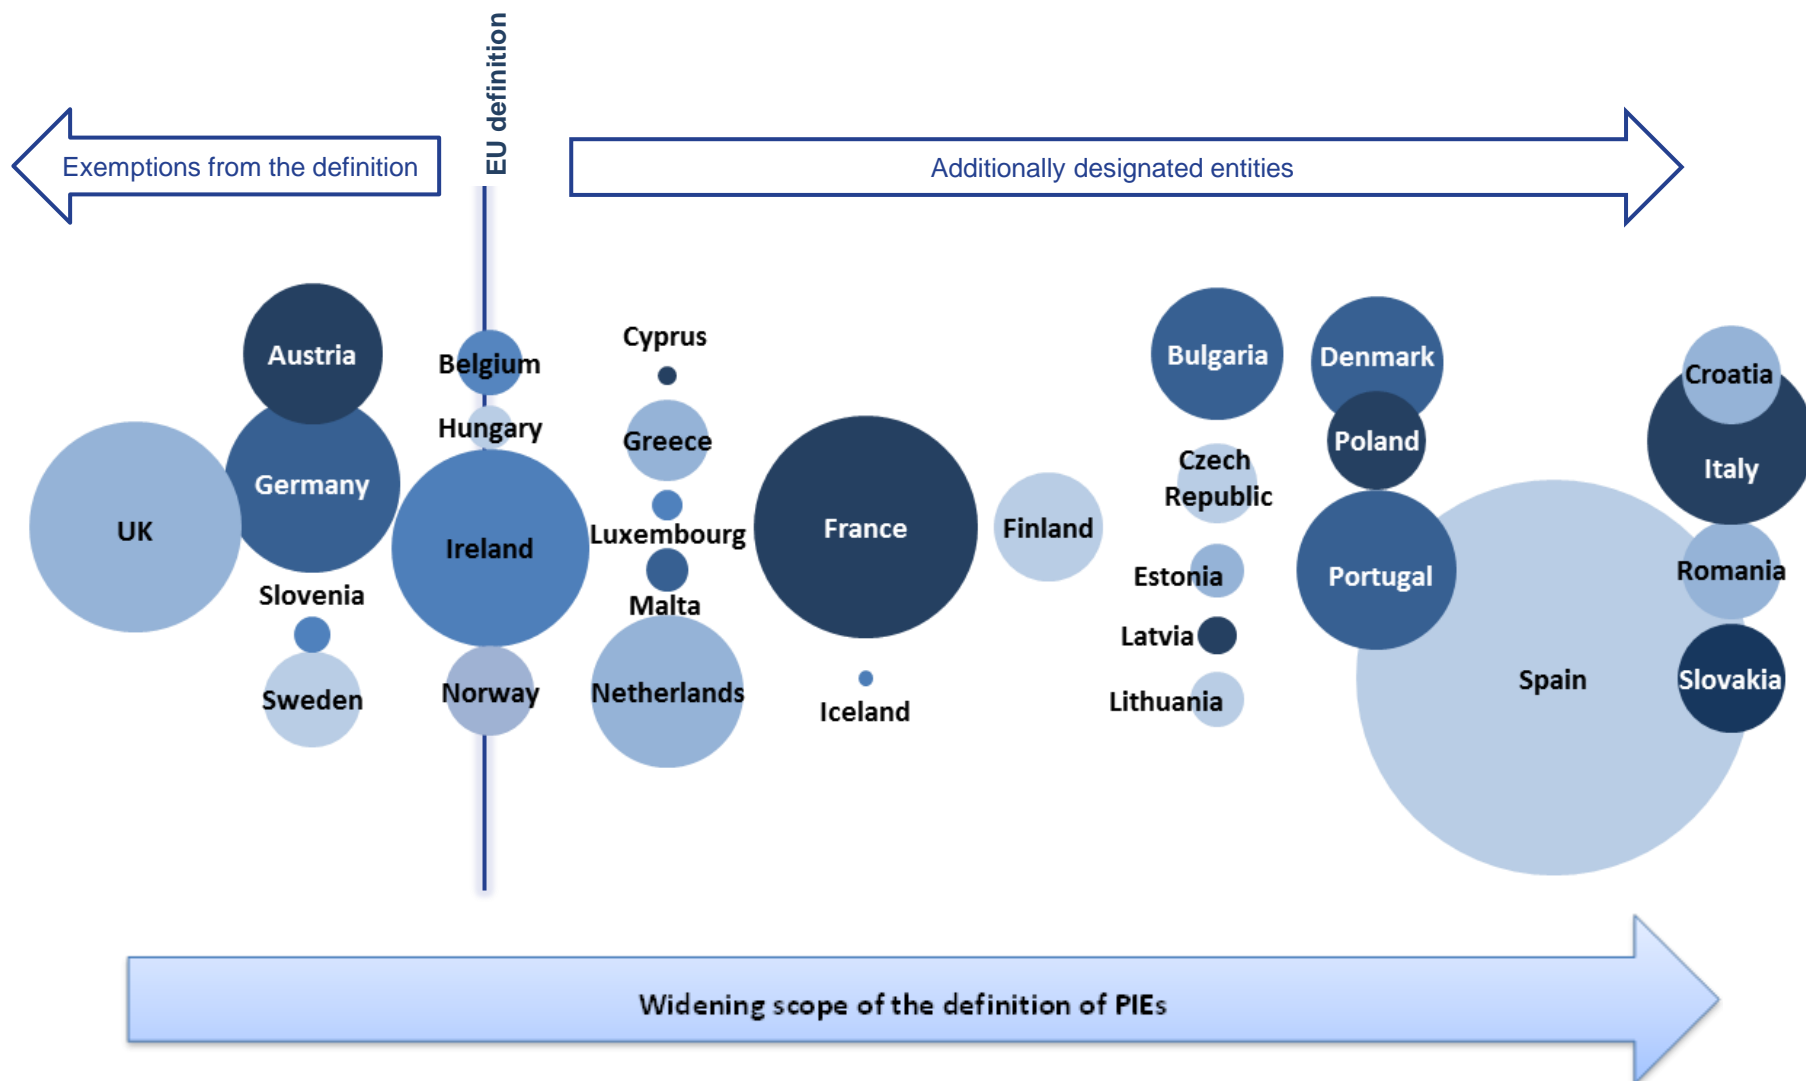 EU definition
Exemptions from the definition
Additionally designated entities
Austria
Belgium
Cyprus
Bulgaria
Denmark
Croatia
Hungary
Greece
Poland
Italy
Germany
Czech
Republic
UK
Ireland
Luxembourg
France
Finland
Estonia
Portugal
Romania
Slovenia
Malta
Latvia
Sweden
Norway
Netherlands
Iceland
Lithuania
Spain
Slovakia
Widening scope of the definition of PIEs